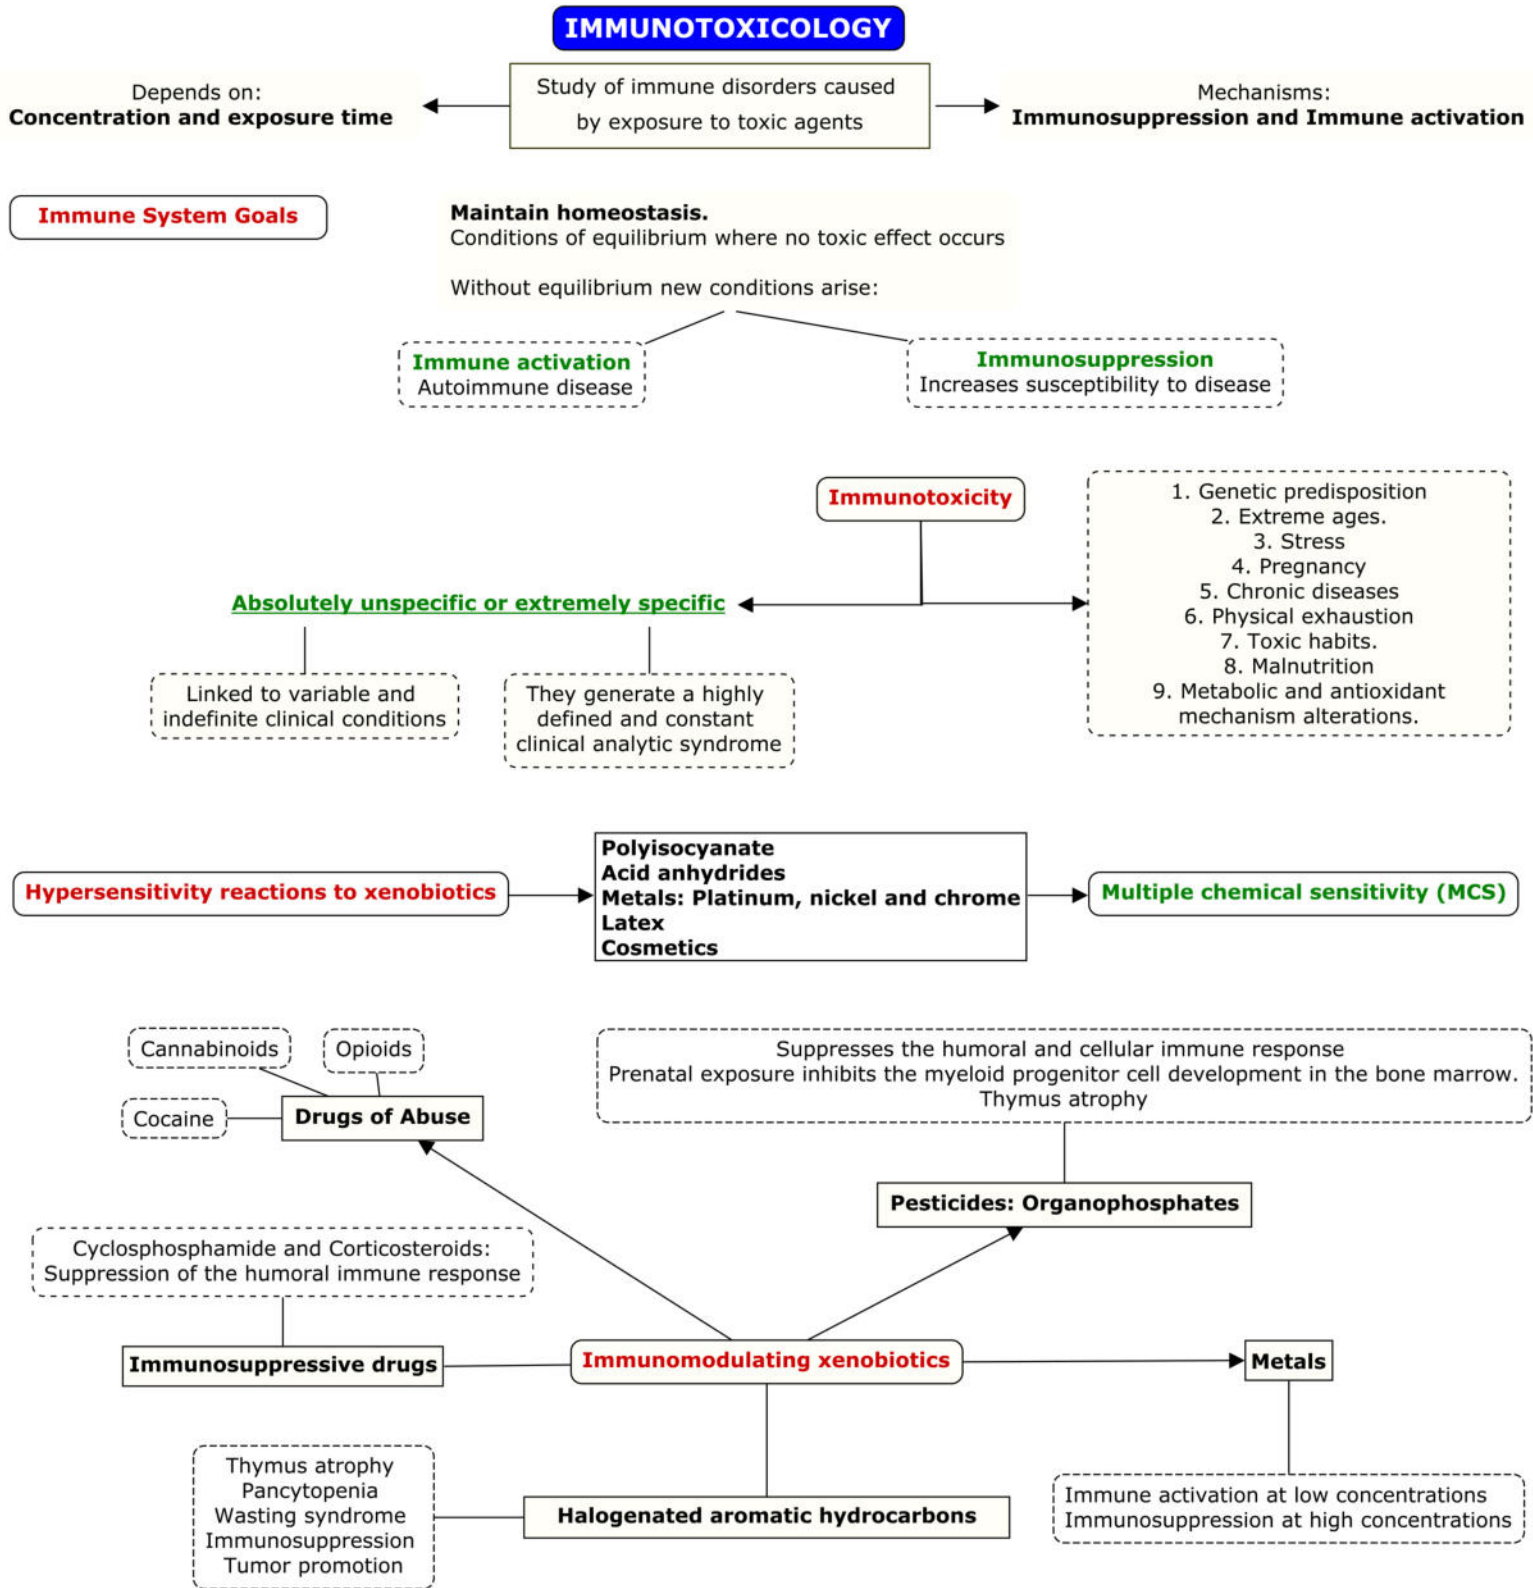 IMMUNOTOXICOLOGY
Depends on:
Concentration and exposure time
Study of immune disorders caused
by exposure to toxic agents
Mechanisms:
Immunosuppression and Immune activation
Immune System Goals
Maintain homeostasis.
Conditions of equilibrium where no toxic effect occurs
Without equilibrium new conditions arise:
Immune activation
Autoimmune disease
Immunosuppression
Increases susceptibility to disease
Immunotoxicity
1. Genetic predisposition
2. Extreme ages.
3. Stress
4. Pregnancy
5. Chronic diseases
6. Physical exhaustion
7. Toxic habits.
8. Malnutrition
9. Metabolic and antioxidant
mechanism alterations.
Absolutely unspecific or extremely specific
Linked to variable and
indefinite clinical conditions
They generate a highly
defined and constant
clinical analytic syndrome
Hypersensitivity reactions to xenobiotics
Polyisocyanate
Acid anhydrides
Metals: Platinum, nickel and chrome
Latex
Cosmetics
Multiple chemical sensitivity (MCS)
Cannabinoids
Opioids
Cocaine
Drugs of Abuse
Suppresses the humoral and cellular immune response
Prenatal exposure inhibits the myeloid progenitor cell development in the bone marrow.
Thymus atrophy
Pesticides: Organophosphates
Cyclosphosphamide and Corticosteroids:
Suppression of the humoral immune response
Immunosuppressive drugs
Immunomodulating xenobiotics
Metals
Thymus atrophy
Pancytopenia
Wasting syndrome
Immunosuppression
Tumor promotion
Halogenated aromatic hydrocarbons
Immune activation at low concentrations
Immunosuppression at high concentrations